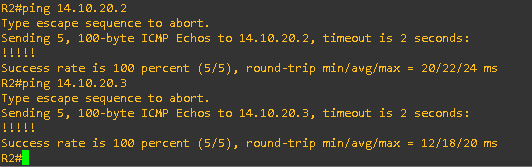 R2#ping 14.10.20.2
Type escape sequence to abort.
Sending 5, 100-byte ICMP Echos to 14.10.20.2, timeout is 2 seconds:
!!!!!
Success rate is 100 percent (5/5), round-trip min/avg/max = 20/22/24 ms
R2#ping 14.10.20.3
Type escape sequence to abort.
Sending 5, 100-byte ICMP Echos to 14.10.20.3, timeout is 2 seconds:
!!!!!
Success rate is 100 percent (5/5), round-trip min/avg/max = 12/18/20 ms
R2#